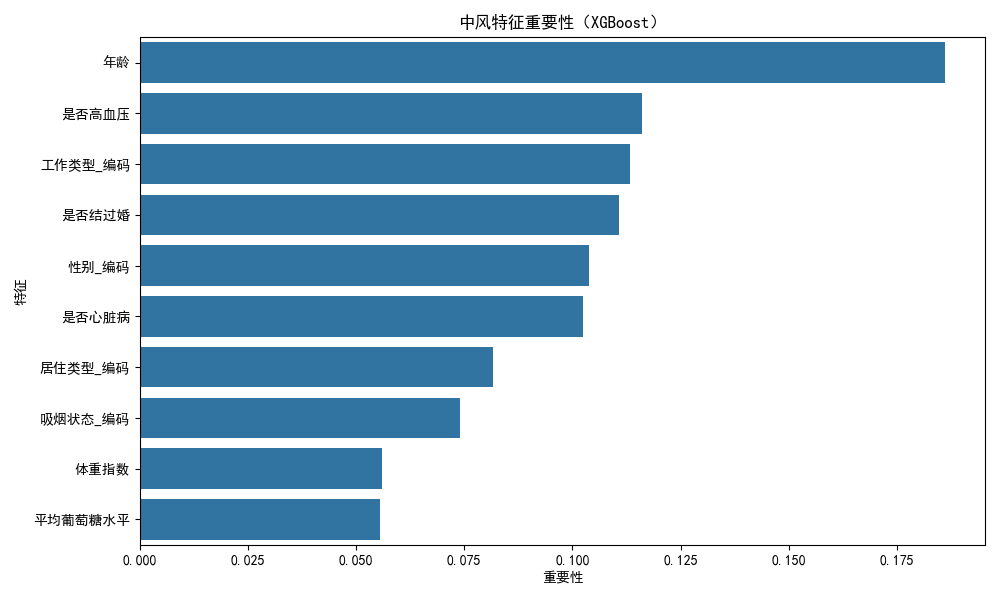 中风特征重要性（XGBoost）
年龄
是否高血压
工作类型_编码
是否结过婚
性别_编码
是否心脏病
居住类型_编码
吸烟状态_编码
体重指数
平均葡萄糖水平
特征
0.000 0.025 0.050 0.075 0.100 0.125 0.150 0.175
重要性